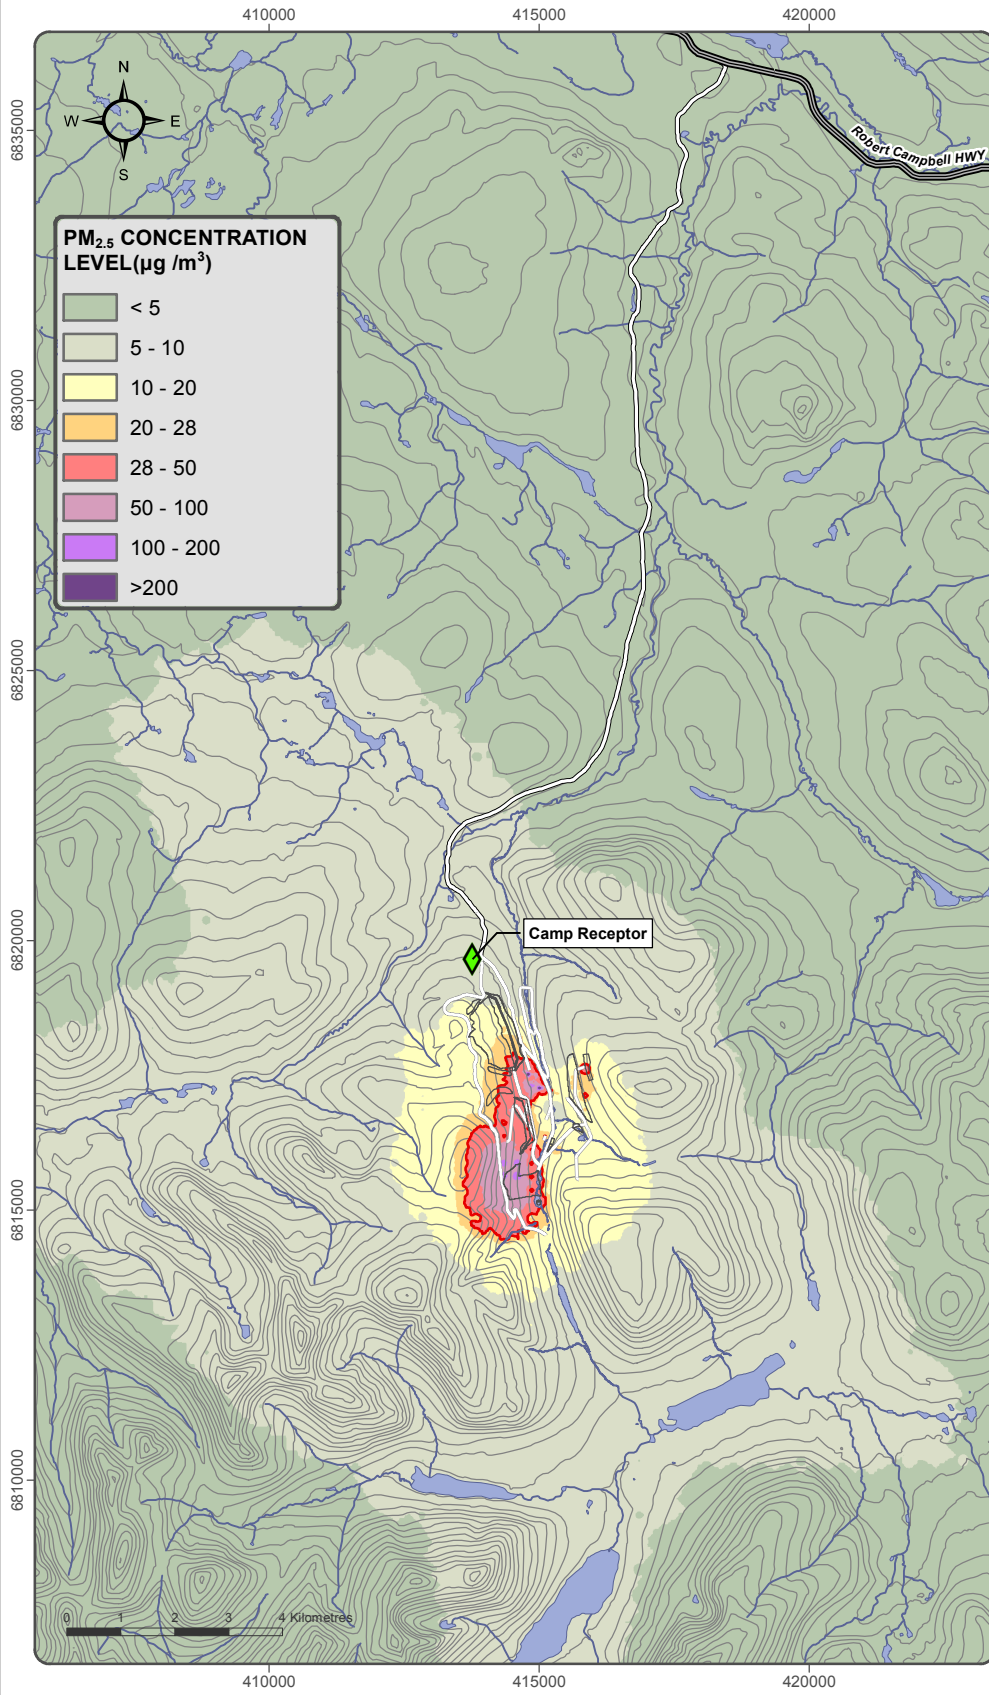 410000 415000 420000
N
W E
S
6835000
Robert Campbell HWY
PM2.5 CONCENTRATION
LEVEL(µg /m³)
< 5
5 - 10
10 - 20
20 - 28
28 - 50
50 - 100
100 - 200
>200
6830000
6825000
6820000
Camp Receptor
6815000
6810000
0 1 2 3 4 Kilometres
410000 415000 420000